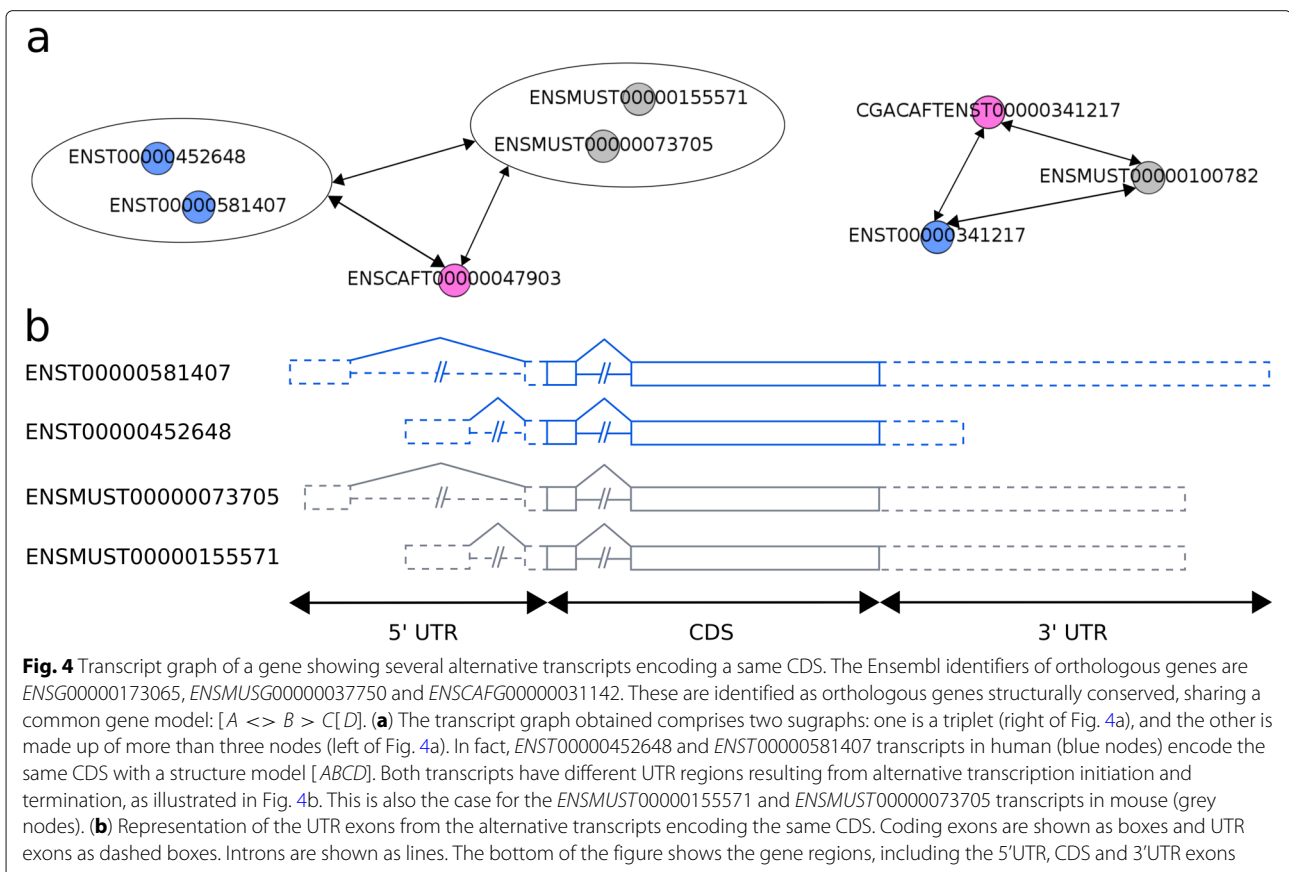 a
ENSMUST00000155571
CGACAFTENST00000341217
ENST00000452648
ENSMUST00000073705
ENSMUST00000100782
ENST00000581407
ENST00000341217
ENSCAFT00000047903
b
ENST00000581407
ENST00000452648
ENSMUST00000073705
ENSMUST00000155571
5' UTR CDS 3' UTR
Fig. 4 Transcript graph of a gene showing several alternative transcripts encoding a same CDS. The Ensembl identifiers of orthologous genes are
ENSG00000173065, ENSMUSG00000037750 and ENSCAFG00000031142. These are identified as orthologous genes structurally conserved, sharing a
common gene model: [A <> B > C[D]. (a) The transcript graph obtained comprises two sugraphs: one is a triplet (right of Fig. 4a), and the other is
made up of more than three nodes (left of Fig. 4a). In fact, ENST00000452648 and ENST00000581407 transcripts in human (blue nodes) encode the
same CDS with a structure model [ABCD]. Both transcripts have different UTR regions resulting from alternative transcription initiation and
termination, as illustrated in Fig. 4b. This is also the case for the ENSMUST00000155571 and ENSMUST00000073705 transcripts in mouse (grey
nodes). (b) Representation of the UTR exons from the alternative transcripts encoding the same CDS. Coding exons are shown as boxes and UTR
exons as dashed boxes. Introns are shown as lines. The bottom of the figure shows the gene regions, including the 5'UTR, CDS and 3'UTR exons